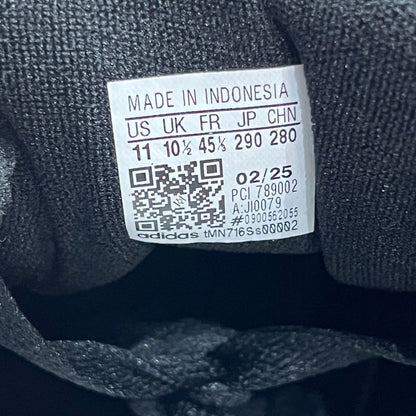 MADE IN INDONESIA
US UK FR JP CHN
11 10½ 45⅓ 290 280
02/25
PCI 789002
A:JI0079
#0900562055
adidas tMN716Ss00002